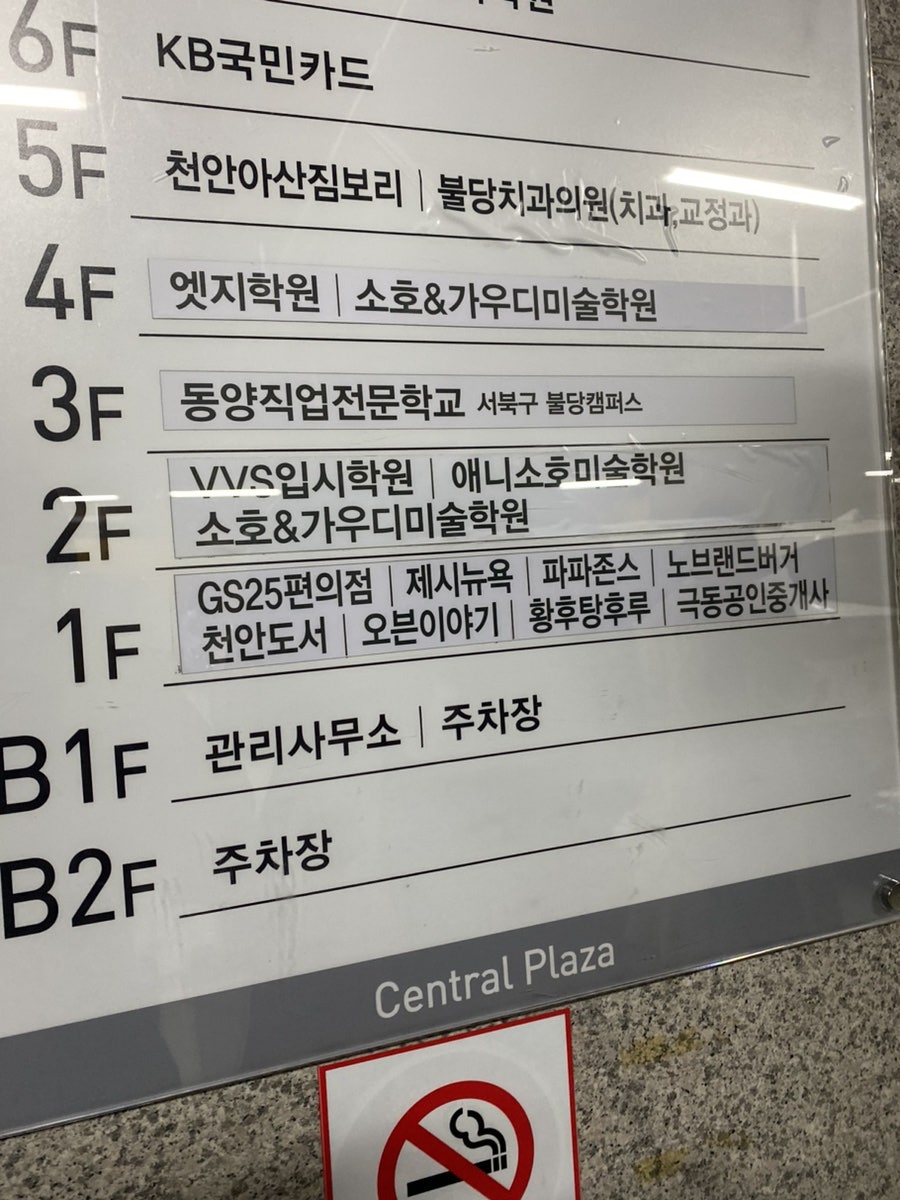 6F KB국민카드
5F 천안아산짐보리 | 불당치과의원(치과,교정과)
4F 엣지학원 | 소호&가우디미술학원
3F 동양직업전문학교 서북구 불당캠퍼스
2F VVS입시학원 | 애니소호미술학원
소호&가우디미술학원
1F GS25편의점 | 제시뉴욕 | 파파존스 | 노브랜드버거
천안도서 | 오븐이야기 | 황후탕후루 | 극동공인중개사
B1F 관리사무소 | 주차장
B2F 주차장
Central Plaza